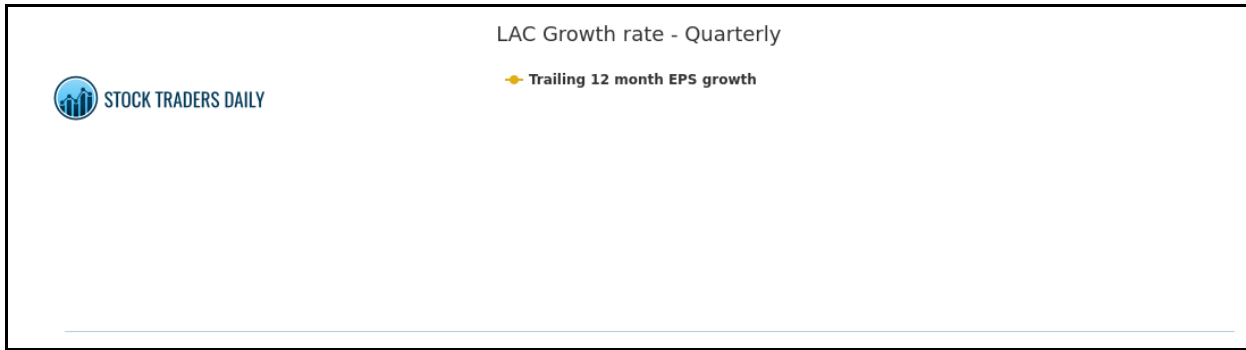 LAC Growth rate - Quarterly
Trailing 12 month EPS growth
STOCK TRADERS DAILY